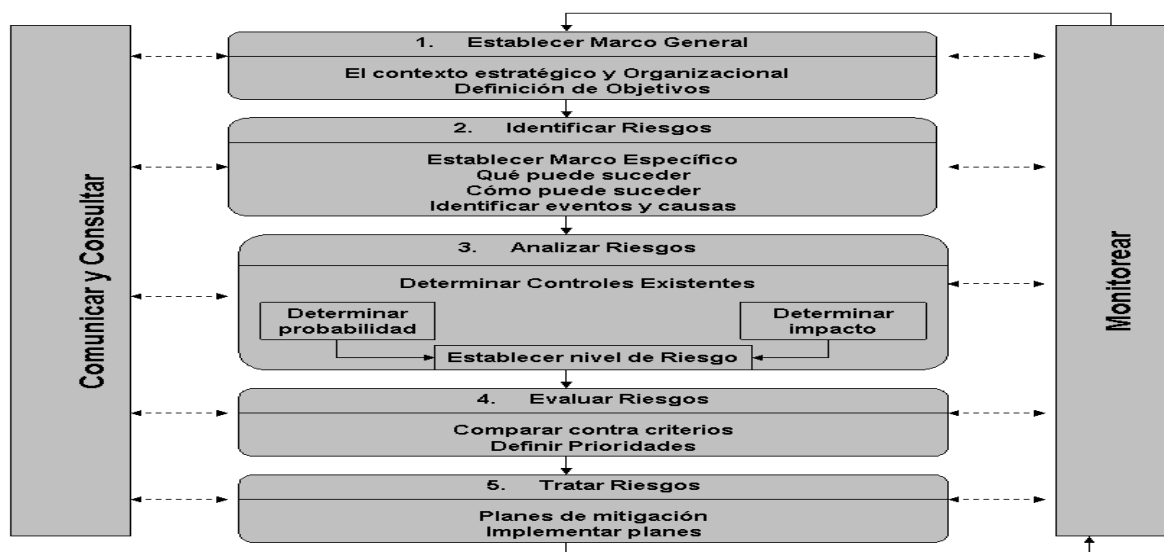 Comunicar y Consultar
1. Establecer Marco General
El contexto estratégico y Organizacional
Definición de Objetivos
2. Identificar Riesgos
Establecer Marco Específico
Qué puede suceder
Cómo puede suceder
Identificar eventos y causas
3. Analizar Riesgos
Determinar Controles Existentes
Determinar
probabilidad
Determinar
impacto
Establecer nivel de Riesgo
4. Evaluar Riesgos
Comparar contra criterios
Definir Prioridades
5. Tratar Riesgos
Planes de mitigación
Implementar planes
Monitorear